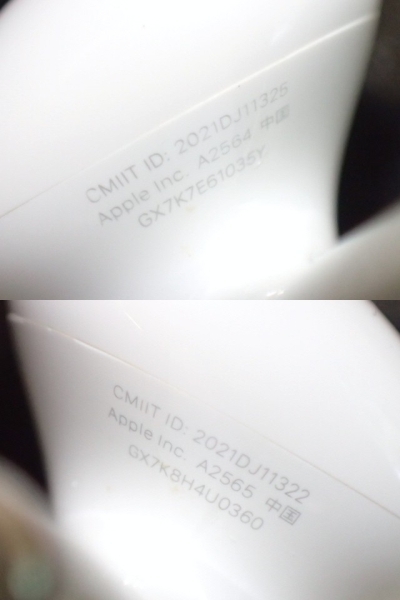 CMIIT ID: 2021DJ11325
Apple Inc. A2564 中国
GX7K7E61035Y
CMIIT ID: 2021DJ11322
Apple Inc. A2565 中国
GX7K8H4U0360